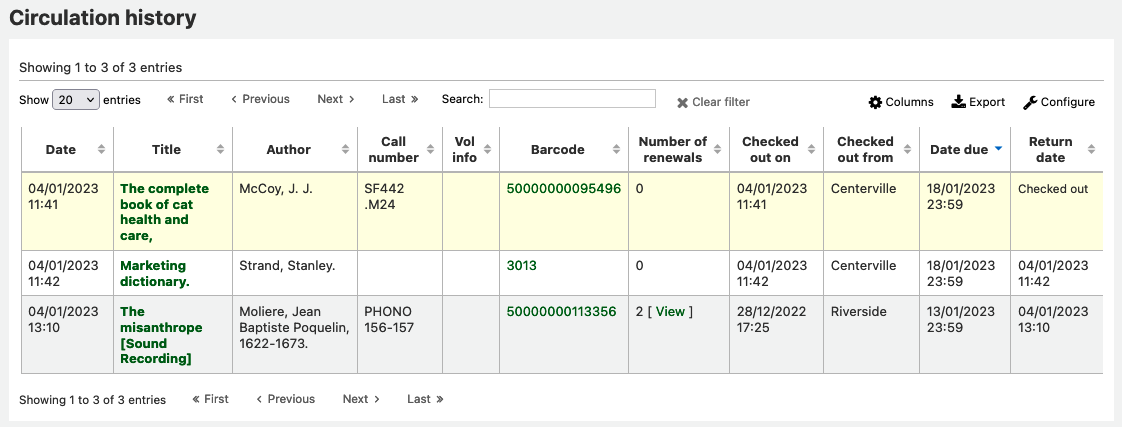 Circulation history
Showing 1 to 3 of 3 entries
Show 20 entries « First ‹ Previous Next › Last » Search: Clear filter Columns Export Configure
Date Title Author Call number Vol info Barcode Number of renewals Checked out on Checked out from Date due Return date
04/01/2023 11:41 The complete book of cat health and care, McCoy, J. J. SF442 .M24 50000000095496 0 04/01/2023 11:41 Centerville 18/01/2023 23:59 Checked out
04/01/2023 11:42 Marketing dictionary. Strand, Stanley. 3013 0 04/01/2023 11:42 Centerville 18/01/2023 23:59 04/01/2023 11:42
04/01/2023 13:10 The misanthrope [Sound Recording] Moliere, Jean Baptiste Poquelin, 1622-1673. PHONO 156-157 50000000113356 2 [ View ] 28/12/2022 17:25 Riverside 13/01/2023 23:59 04/01/2023 13:10
Showing 1 to 3 of 3 entries « First ‹ Previous Next › Last »